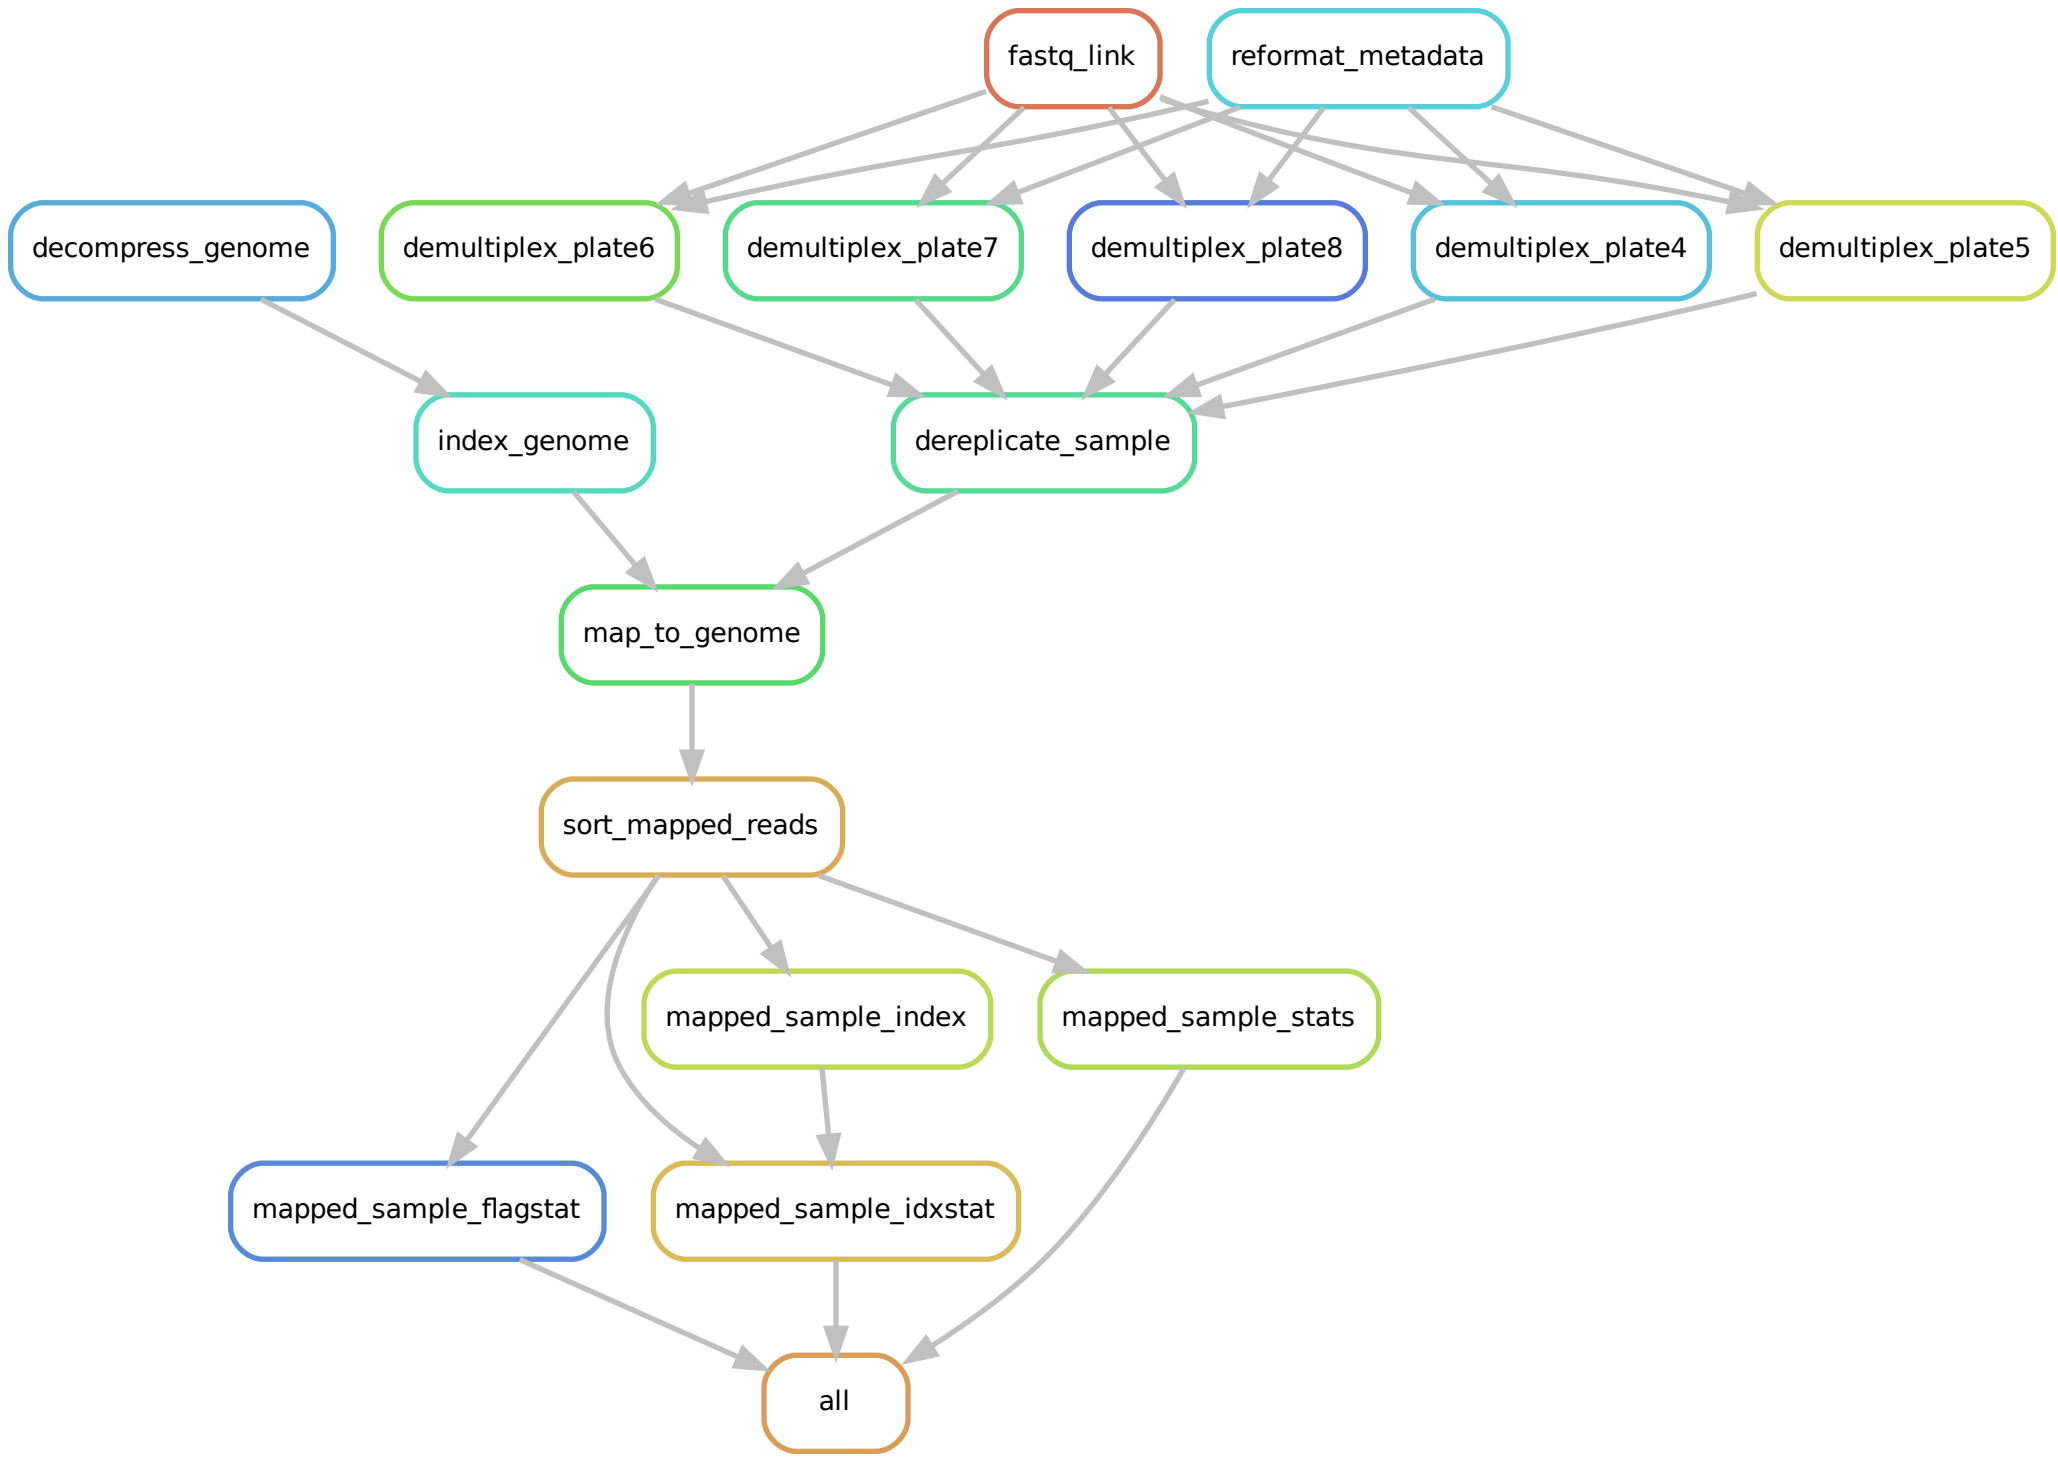 fastq_link
reformat_metadata
decompress_genome
demultiplex_plate6
demultiplex_plate7
demultiplex_plate8
demultiplex_plate4
demultiplex_plate5
index_genome
dereplicate_sample
map_to_genome
sort_mapped_reads
mapped_sample_index
mapped_sample_stats
mapped_sample_flagstat
mapped_sample_idxstat
all